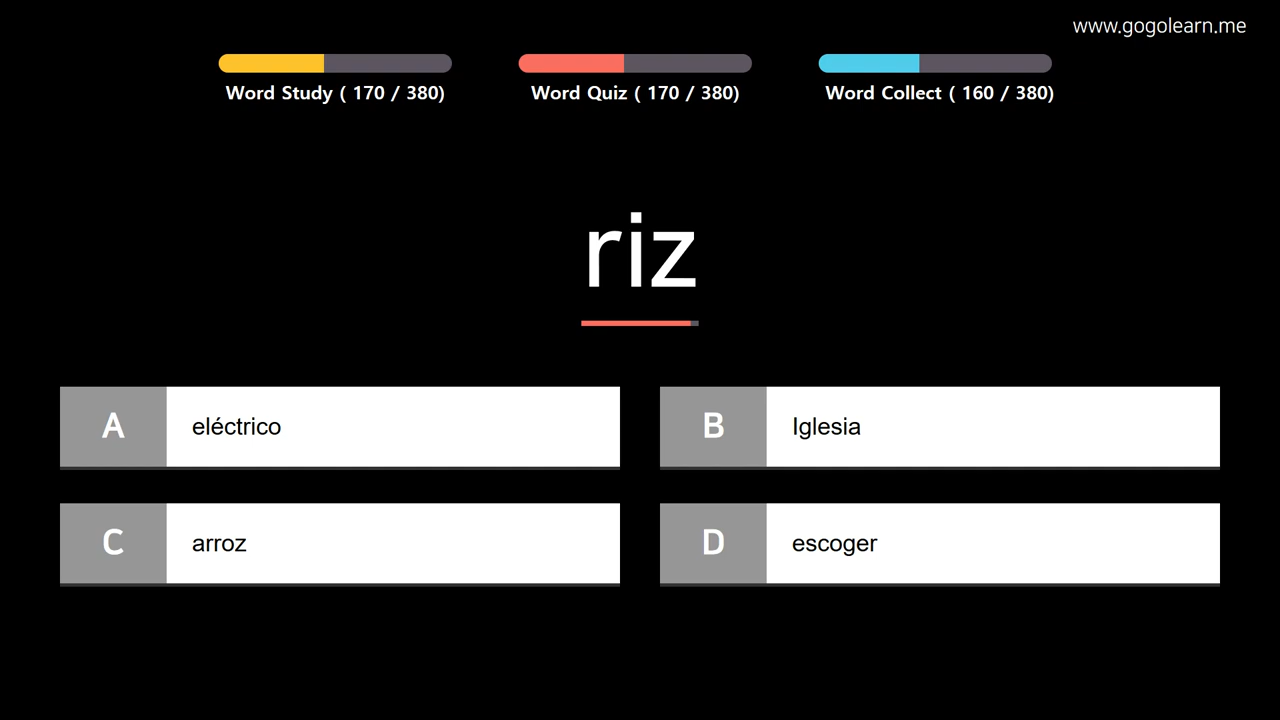 www.gogolearn.me
Word Study ( 170 / 380)
Word Quiz ( 170 / 380)
Word Collect ( 160 / 380)
riz
A eléctrico
B Iglesia
C arroz
D escoger